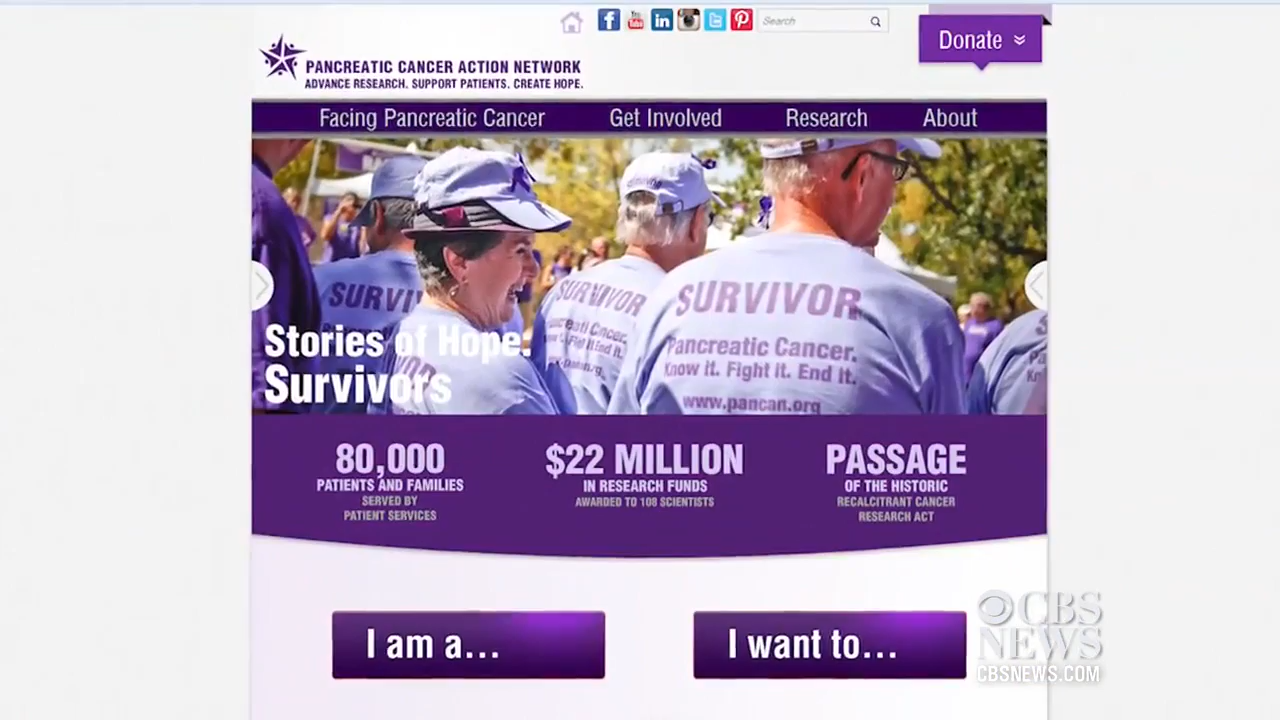 You Tube
Search
Donate
PANCREATIC CANCER ACTION NETWORK
ADVANCE RESEARCH. SUPPORT PATIENTS. CREATE HOPE.
Facing Pancreatic Cancer
Get Involved
Research
About
SURVIVOR
Pancreatic Cancer.
Know it. Fight it. End it.
www.pancan.org
SURVIVOR
Stories of Hope:
Survivors
80,000
PATIENTS AND FAMILIES
SERVED BY
PATIENT SERVICES
$22 MILLION
IN RESEARCH FUNDS
AWARDED TO 108 SCIENTISTS
PASSAGE
OF THE HISTORIC
RECALCITRANT CANCER
RESEARCH ACT
I am a...
I want to...
CBS
NEWS
CBSNEWS.COM